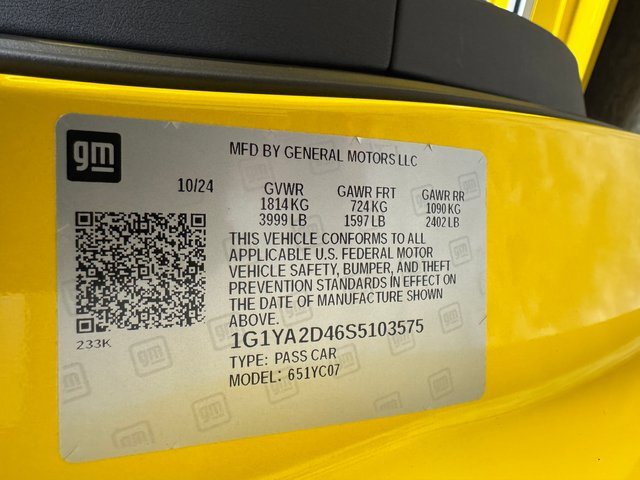 gm
MFD BY GENERAL MOTORS LLC
10/24 GVWR GAWR FRT GAWR RR
1814 KG 724 KG 1090 KG
3999 LB 1597 LB 2402 LB
THIS VEHICLE CONFORMS TO ALL
APPLICABLE U.S. FEDERAL MOTOR
VEHICLE SAFETY, BUMPER, AND THEFT
PREVENTION STANDARDS IN EFFECT ON
THE DATE OF MANUFACTURE SHOWN
ABOVE.
233K
1G1YA2D46S5103575
TYPE: PASS CAR
MODEL: 651YC07